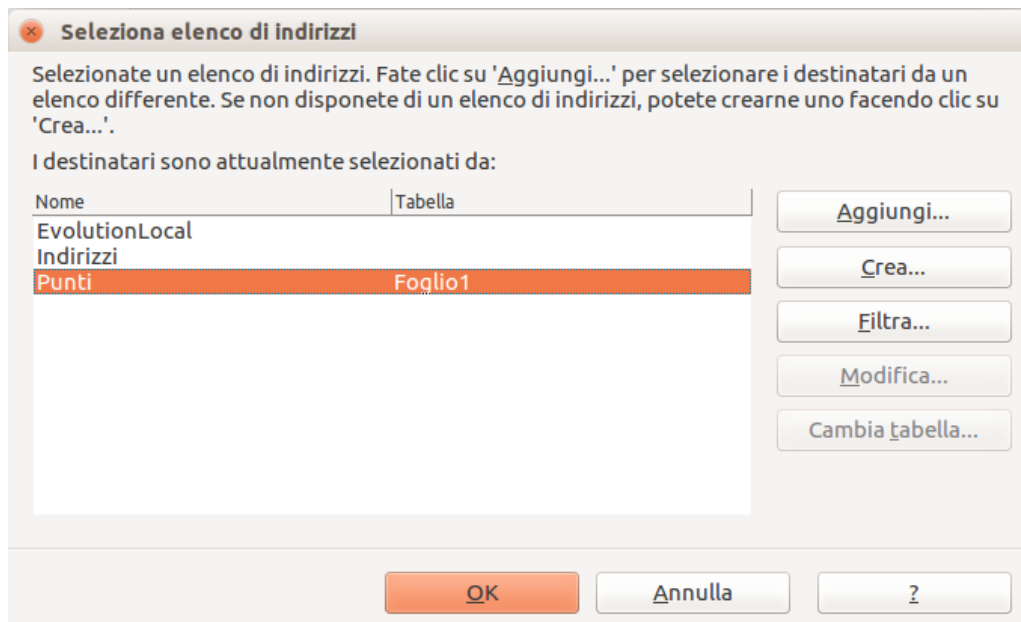 Seleziona elenco di indirizzi
Selezionate un elenco di indirizzi. Fate clic su 'Aggiungi...' per selezionare i destinatari da un
elenco differente. Se non disponete di un elenco di indirizzi, potete crearne uno facendo clic su
'Crea...'.
I destinatari sono attualmente selezionati da:
Nome Tabella
EvolutionLocal
Indirizzi
Punti Foglio1
Aggiungi...
Crea...
Filtra...
Modifica...
Cambia tabella...
OK Annulla ?